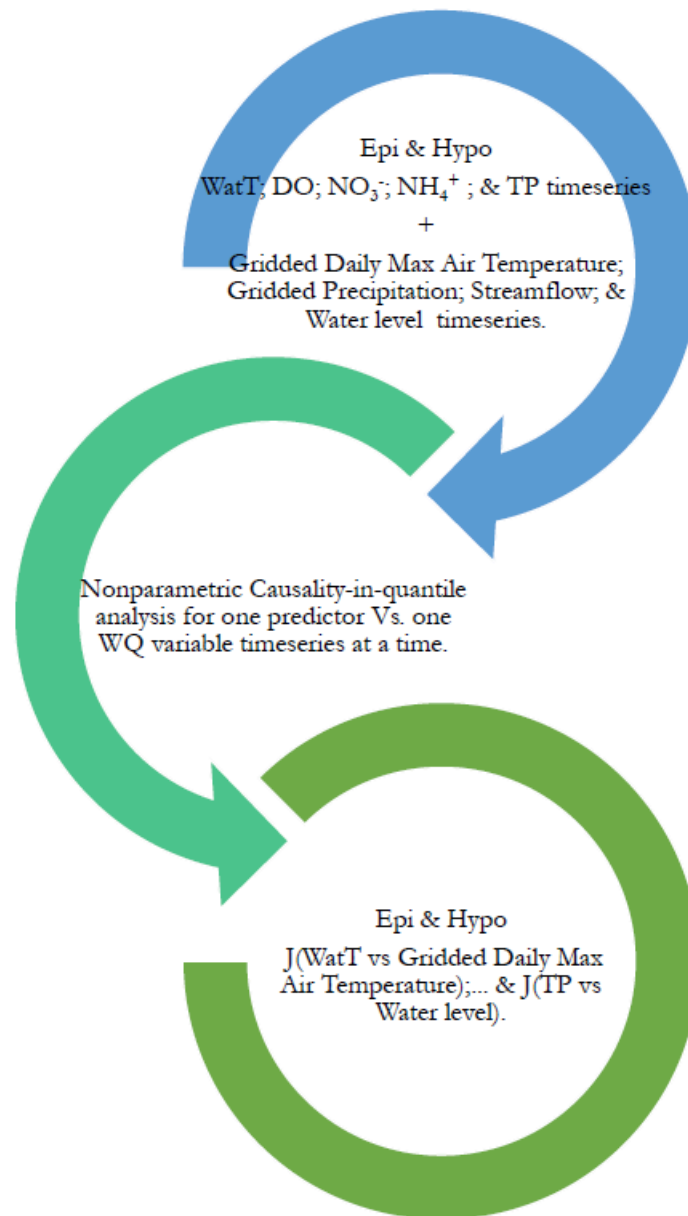 Epi & Hypo
WatT; DO; NO₃⁻; NH₄⁺ ; & TP timeseries
+
Gridded Daily Max Air Temperature;
Gridded Precipitation; Streamflow; &
Water level timeseries.
Nonparametric Causality-in-quantile
analysis for one predictor Vs. one
WQ variable timeseries at a time.
Epi & Hypo
J(WatT vs Gridded Daily Max
Air Temperature);... & J(TP vs
Water level).